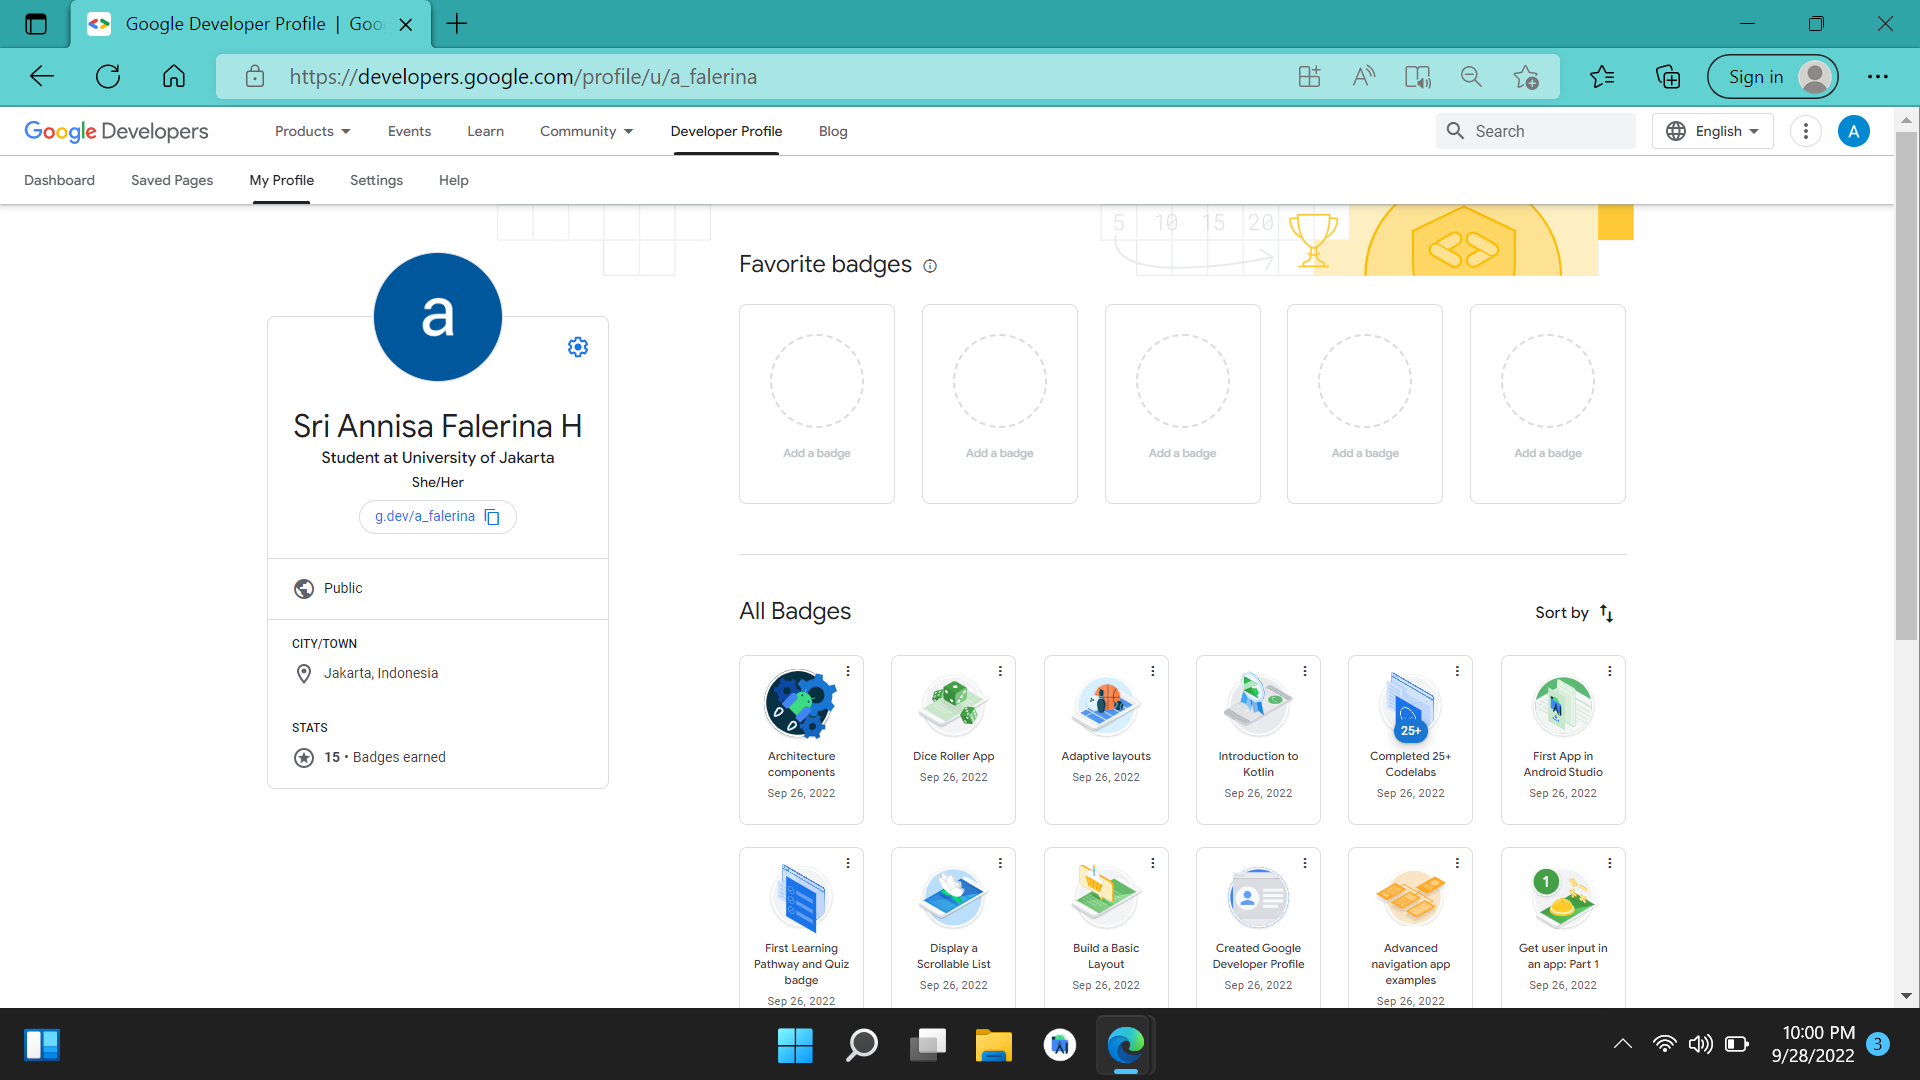 Google Developer Profile | Goo
https://developers.google.com/profile/u/a_falerina
Sign in
Google Developers
Products
Events
Learn
Community
Developer Profile
Blog
Search
English
A
Dashboard
Saved Pages
My Profile
Settings
Help
5 10 15 20
a
Sri Annisa Falerina H
Student at University of Jakarta
She/Her
g.dev/a_falerina
Public
CITY/TOWN
Jakarta, Indonesia
STATS
15 • Badges earned
Favorite badges
Add a badge
Add a badge
Add a badge
Add a badge
Add a badge
All Badges
Sort by
Architecture
components
Sep 26, 2022
Dice Roller App
Sep 26, 2022
Adaptive layouts
Sep 26, 2022
Introduction to
Kotlin
Sep 26, 2022
25+
Completed 25+
Codelabs
Sep 26, 2022
First App in
Android Studio
Sep 26, 2022
First Learning
Pathway and Quiz
badge
Sep 26, 2022
Display a
Scrollable List
Sep 26, 2022
Build a Basic
Layout
Sep 26, 2022
Created Google
Developer Profile
Sep 26, 2022
Advanced
navigation app
examples
Sep 26, 2022
1
Get user input in
an app: Part 1
Sep 26, 2022
10:00 PM
9/28/2022
3